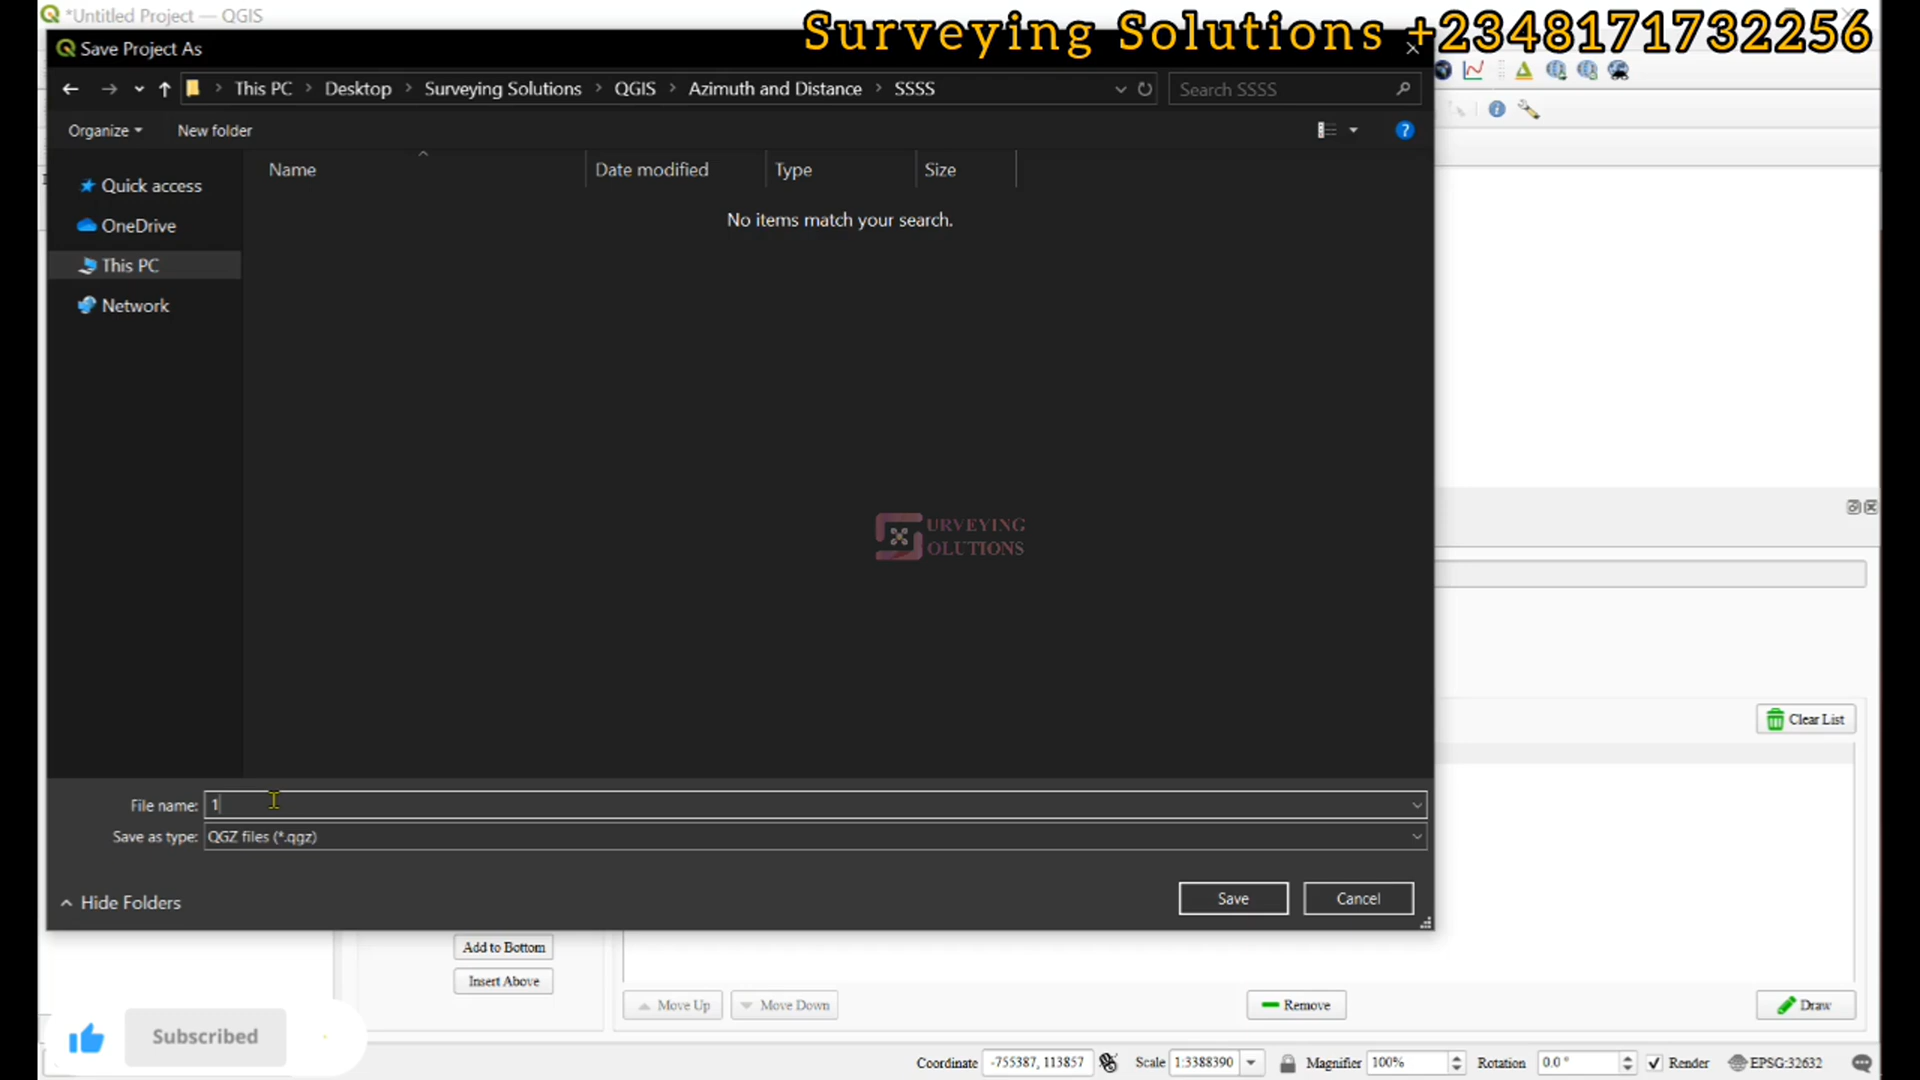 *Untitled Project — QGIS
Surveying Solutions +2348171732256
Save Project As
This PC > Desktop > Surveying Solutions > QGIS > Azimuth and Distance > SSSS
Search SSSS
Organize
New folder
Name
Date modified
Type
Size
Quick access
No items match your search.
OneDrive
This PC
Network
SURVEYING
SOLUTIONS
Clear List
File name: 1
Save as type: QGZ files (*.qgz)
Hide Folders
Save
Cancel
Add to Bottom
Insert Above
Move Up
Move Down
Remove
Draw
Subscribed
Coordinate -755387, 113857
Scale 1:3388390
Magnifier 100%
Rotation 0.0 °
Render
EPSG:32632